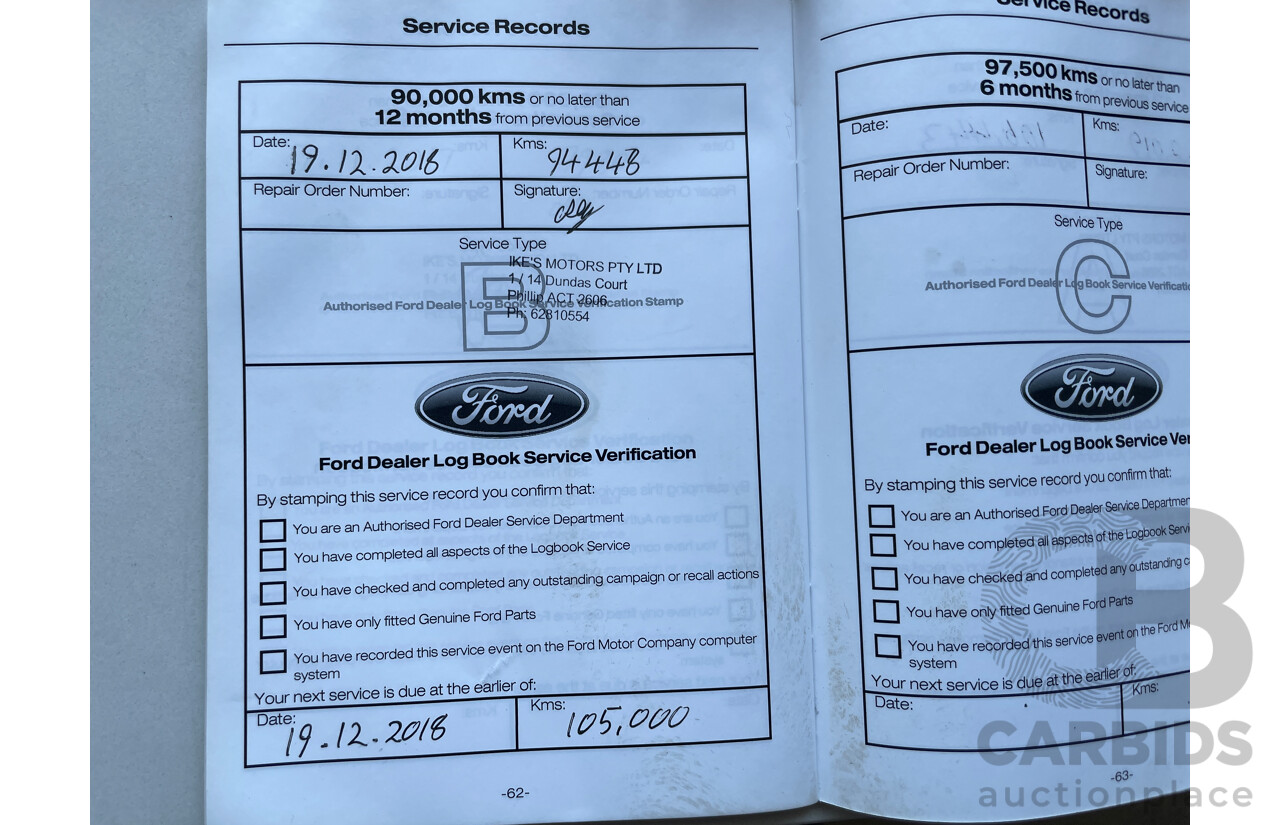 Service Records
90,000 kms or no later than
12 months from previous service
Date: 19.12.2018
Kms: 94448
Repair Order Number:
Signature:
Service Type
B
IKE'S MOTORS PTY LTD
1 / 14 Dundas Court
Phillip ACT 2606
Ph: 62810554
Authorised Ford Dealer Log Book Service Verification Stamp
Ford
Ford Dealer Log Book Service Verification
By stamping this service record you confirm that:
You are an Authorised Ford Dealer Service Department
You have completed all aspects of the Logbook Service
You have checked and completed any outstanding campaign or recall actions
You have only fitted Genuine Ford Parts
You have recorded this service event on the Ford Motor Company computer
system
Your next service is due at the earlier of:
Date: 19.12.2018
Kms: 105,000
-62-
Service Records
97,500 kms or no later than
6 months from previous service
Date:
Kms:
Repair Order Number:
Signature:
Service Type
C
Authorised Ford Dealer Log Book Service
Ford
Ford Dealer Log Book Service Ver
By stamping this service record you confirm that:
You are an Authorised Ford Dealer Service Departmen
You have completed all aspects of the Logbook Servi
You have checked and completed any outstanding c
You have only fitted Genuine Ford Parts
You have recorded this service event on the Ford M
system
Your next service is due at the earlier of:
Date:
Kms:
-63-
CB
CARBIDS
auctionplace